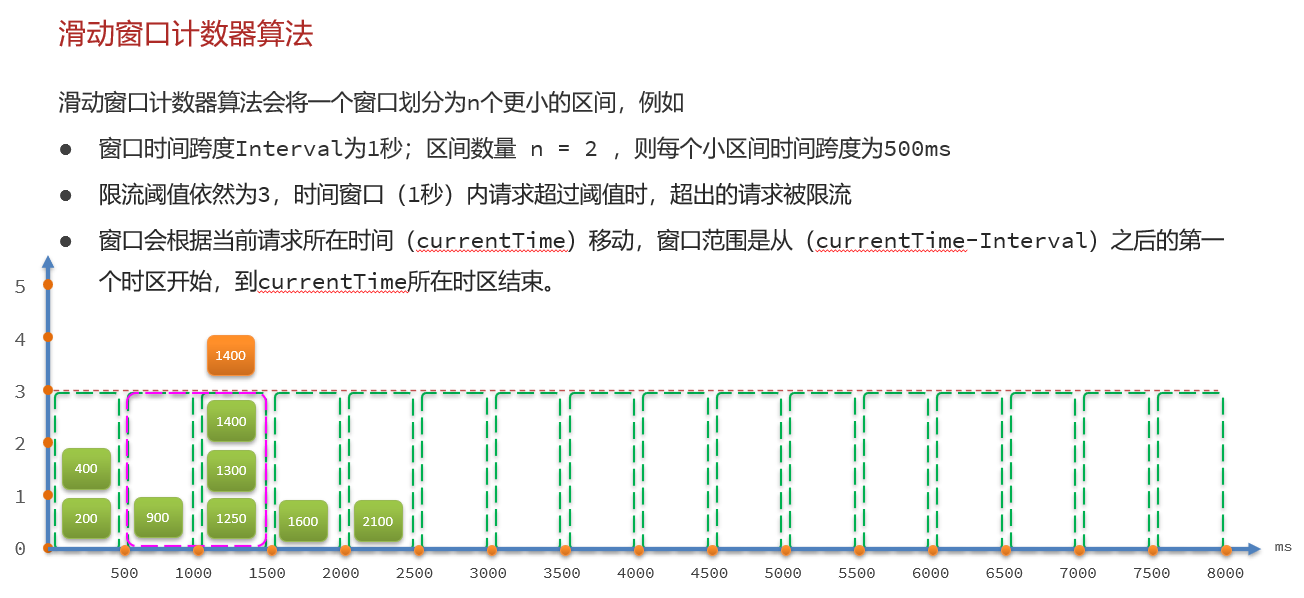 滑动窗口计数器算法
滑动窗口计数器算法会将一个窗口划分为n个更小的区间，例如
● 窗口时间跨度Interval为1秒；区间数量 n = 2 ，则每个小区间时间跨度为500ms
● 限流阈值依然为3，时间窗口（1秒）内请求超过阈值时，超出的请求被限流
● 窗口会根据当前请求所在时间（currentTime）移动，窗口范围是从（currentTime-Interval）之后的第一
个时区开始，到currentTime所在时区结束。
5
4
1400
3
1400
2
400
1300
1
200
900
1250
1600
2100
0
ms
500 1000 1500 2000 2500 3000 3500 4000 4500 5000 5500 6000 6500 7000 7500 8000